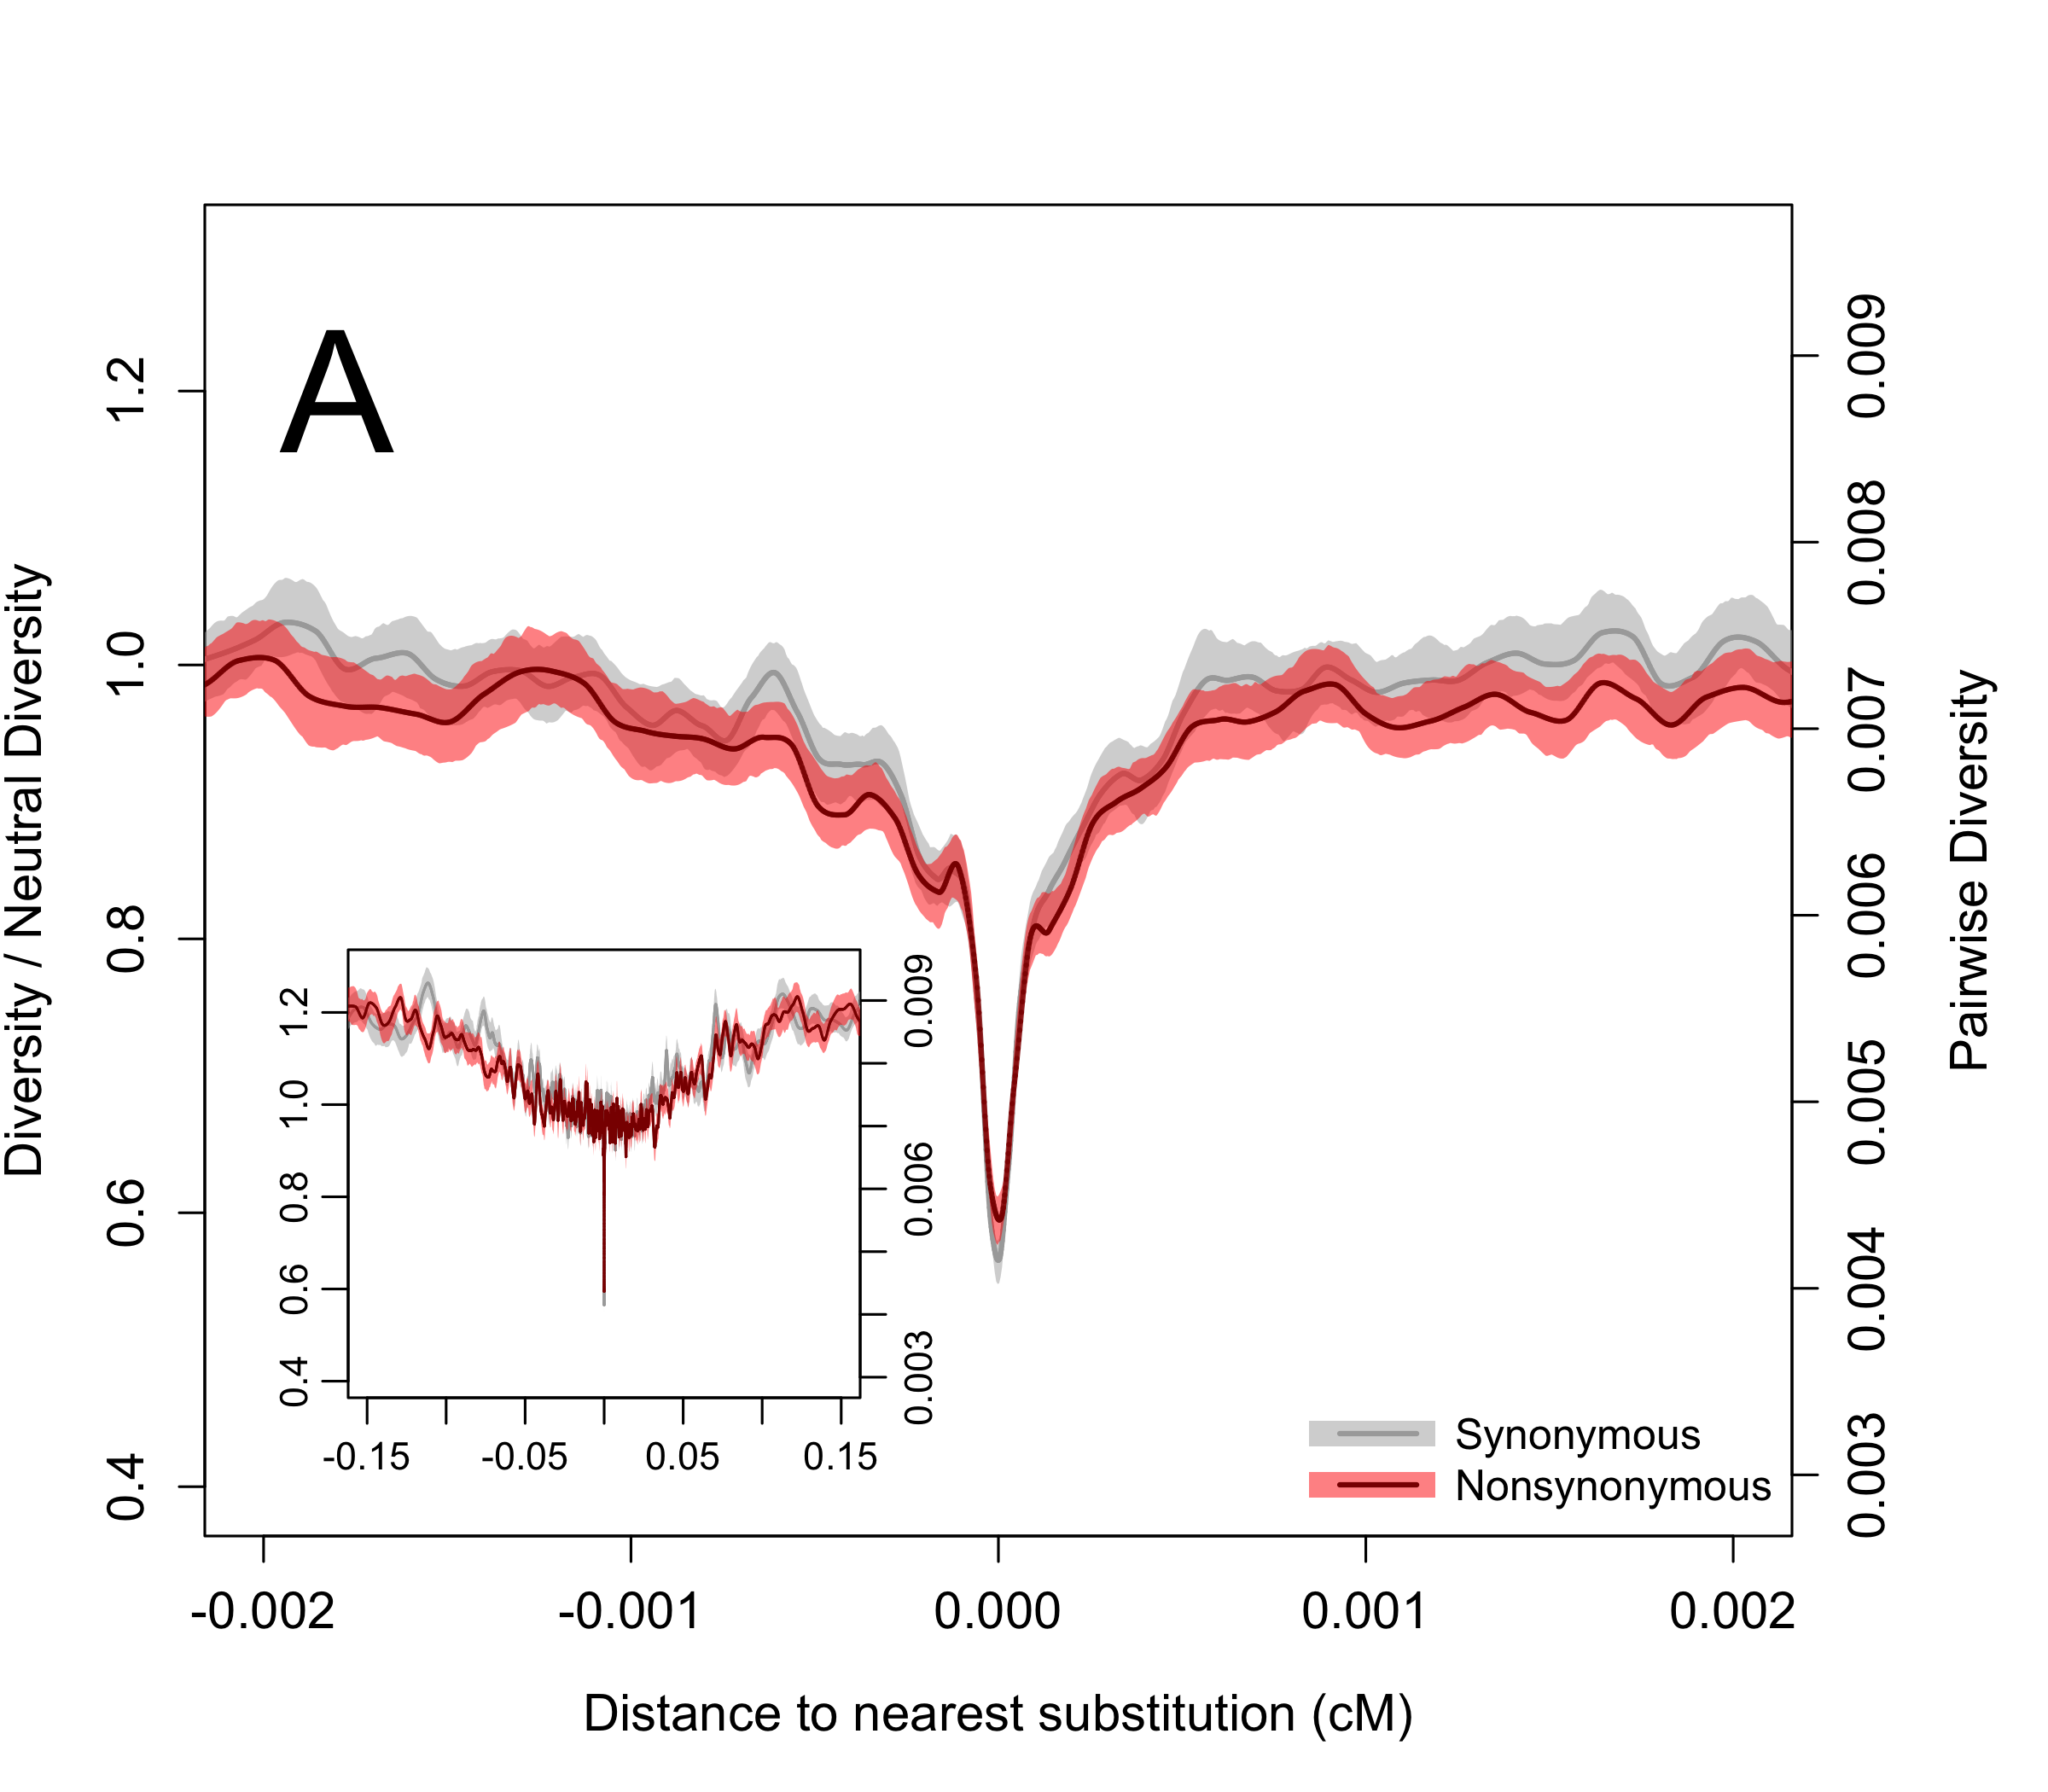 A
Diversity / Neutral Diversity
1.2
1.0
0.8
0.6
0.4
Pairwise Diversity
0.009
0.008
0.007
0.006
0.005
0.004
0.003
1.2
1.0
0.8
0.6
0.4
0.009
0.006
0.003
-0.15 -0.05 0.05 0.15
Synonymous
Nonsynonymous
-0.002 -0.001 0.000 0.001 0.002
Distance to nearest substitution (cM)